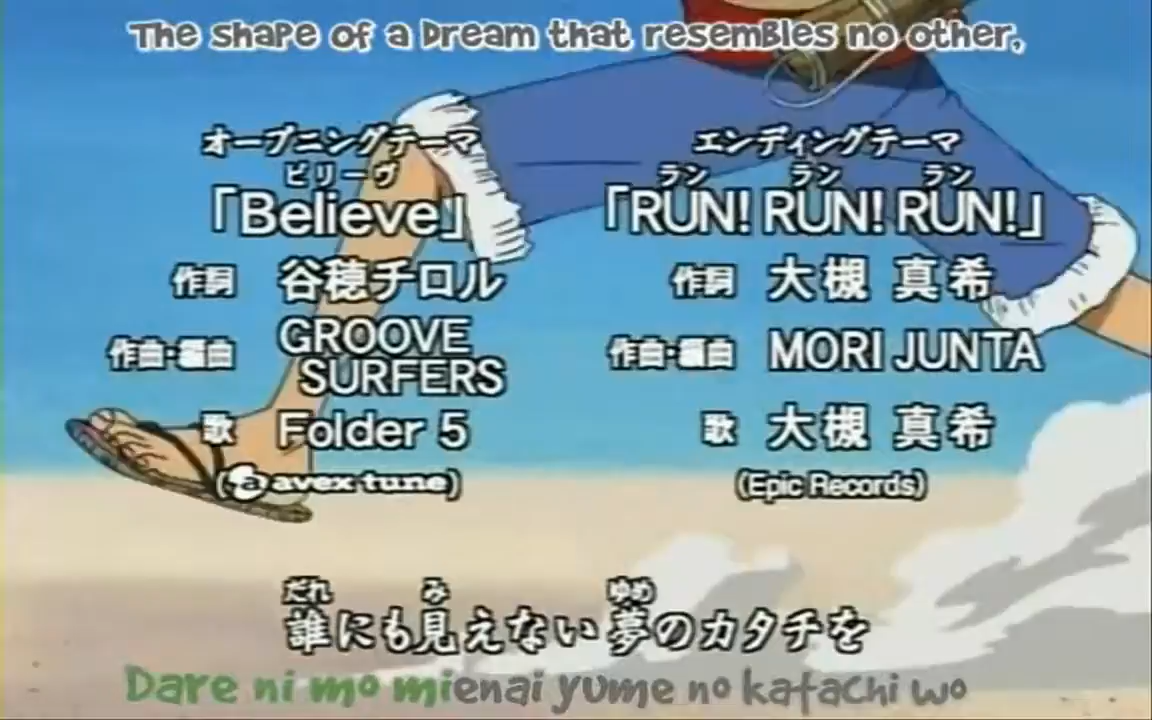 The shape of a Dream that resembles no other,
オープニングテーマ
ビリーヴ
「Believe」
作詞 谷穂チロル
作曲・編曲 GROOVE
SURFERS
歌 Folder 5
(avex tune)
エンディングテーマ
ラン ラン ラン
「RUN! RUN! RUN!」
作詞 大槻 真希
作曲・編曲 MORI JUNTA
歌 大槻 真希
(Epic Records)
だれ み ゆめ
誰にも見えない夢のカタチを
Dare ni mo mienai yume no katachi wo